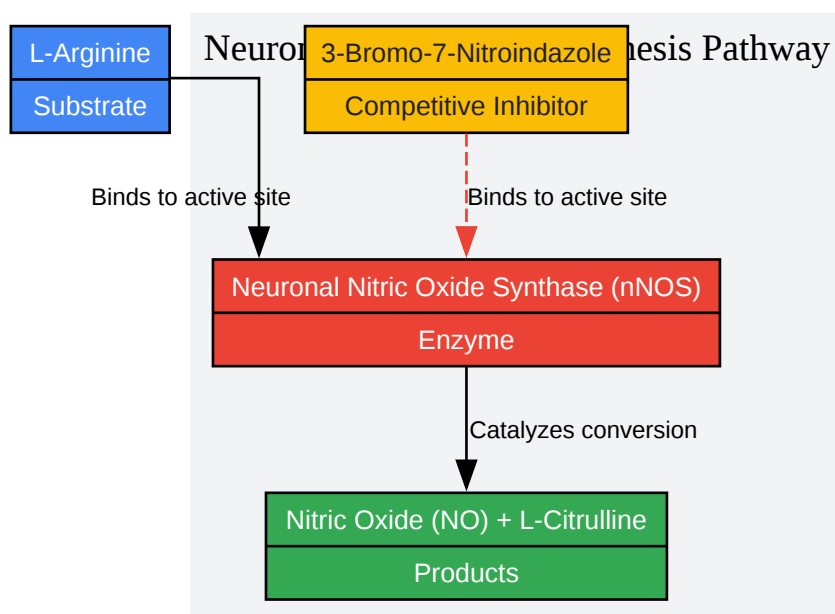 L-Arginine
Substrate
Neuron
3-Bromo-7-Nitroindazole
Competitive Inhibitor
esis Pathway
Binds to active site
Binds to active site
Neuronal Nitric Oxide Synthase (nNOS)
Enzyme
Catalyzes conversion
Nitric Oxide (NO) + L-Citrulline
Products